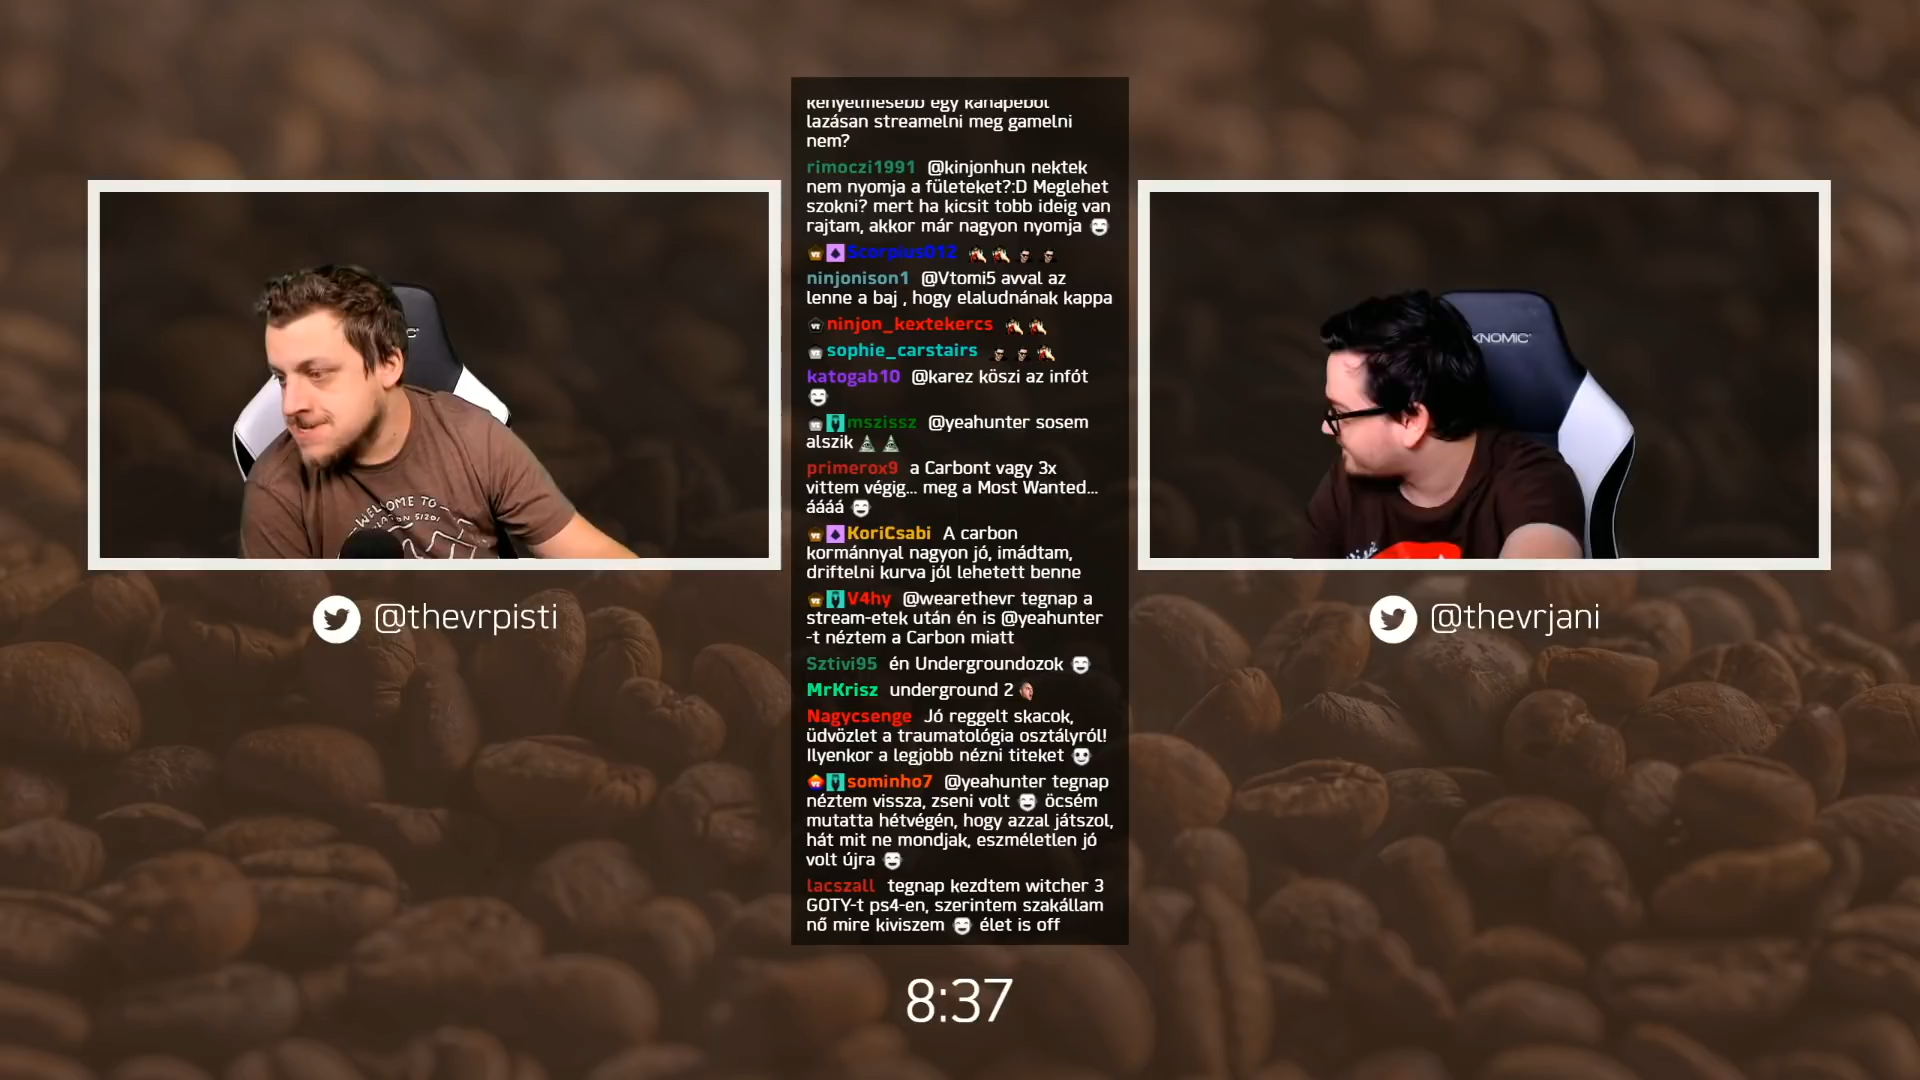 kényelmesebb egy kanapéból
lazásan streamelni meg gamelni
nem?
rimoczi1991 @kinjonhun nektek
nem nyomja a fületeket?:D Meglehet
szokni? mert ha kicsit tobb ideig van
rajtam, akkor már nagyon nyomja
Scorpius012
ninjonison1 @Vtomi5 avval az
lenne a baj , hogy elaludnának kappa
ninjon_kextekercs
sophie_carstairs
katogab10 @karez köszi az infót
mszissz @yeahunter sosem
alszik
primerox9 a Carbont vagy 3x
vittem végig... meg a Most Wanted...
áááá
KoriCsabi A carbon
kormánnyal nagyon jó, imádtam,
driftelni kurva jól lehetett benne
V4hy @wearethevr tegnap a
stream-etek után én is @yeahunter
-t néztem a Carbon miatt
Sztivi95 én Undergroundozok
MrKrisz underground 2
Nagycsenge Jó reggelt skacok,
üdvözlet a traumatológia osztályról!
Ilyenkor a legjobb nézni titeket
sominho7 @yeahunter tegnap
néztem vissza, zseni volt öcsém
mutatta hétvégén, hogy azzal játszol,
hát mit ne mondjak, eszméletlen jó
volt újra
lacszall tegnap kezdtem witcher 3
GOTY-t ps4-en, szerintem szakállam
nő mire kiviszem élet is off
WELCOME TO
@thevrpisti
@thevrjani
8:37